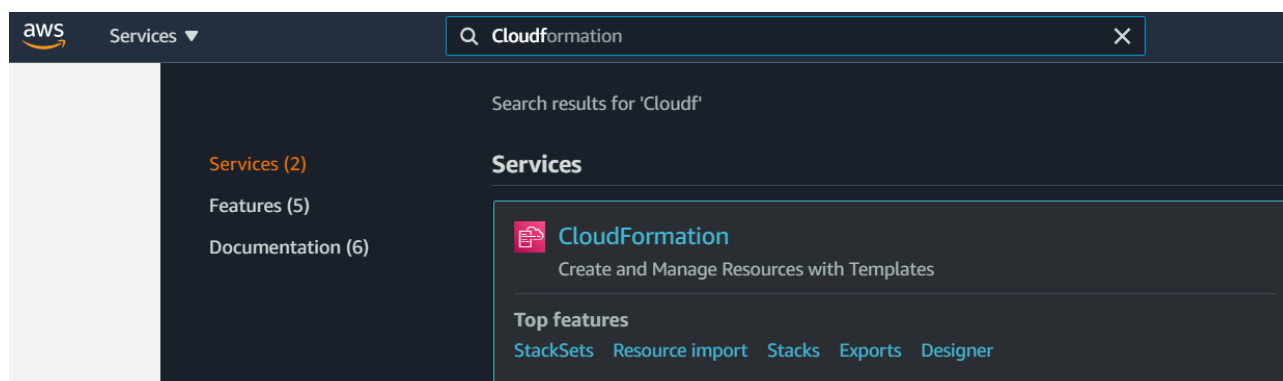 aws Services ▼ Cloudformation ✕
Search results for 'Cloudf'
Services (2)
Features (5)
Documentation (6)
Services
CloudFormation
Create and Manage Resources with Templates
Top features
StackSets Resource import Stacks Exports Designer